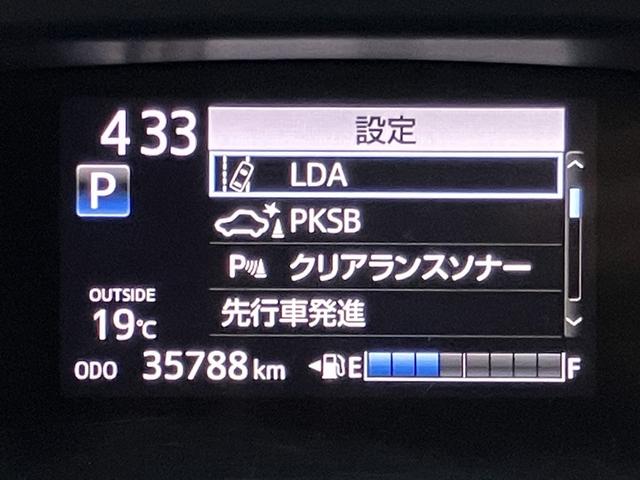 4 33
設定
P
LDA
PKSB
P クリアランスソナー
先行車発進
OUTSIDE
19℃
ODO 35788 km
E F